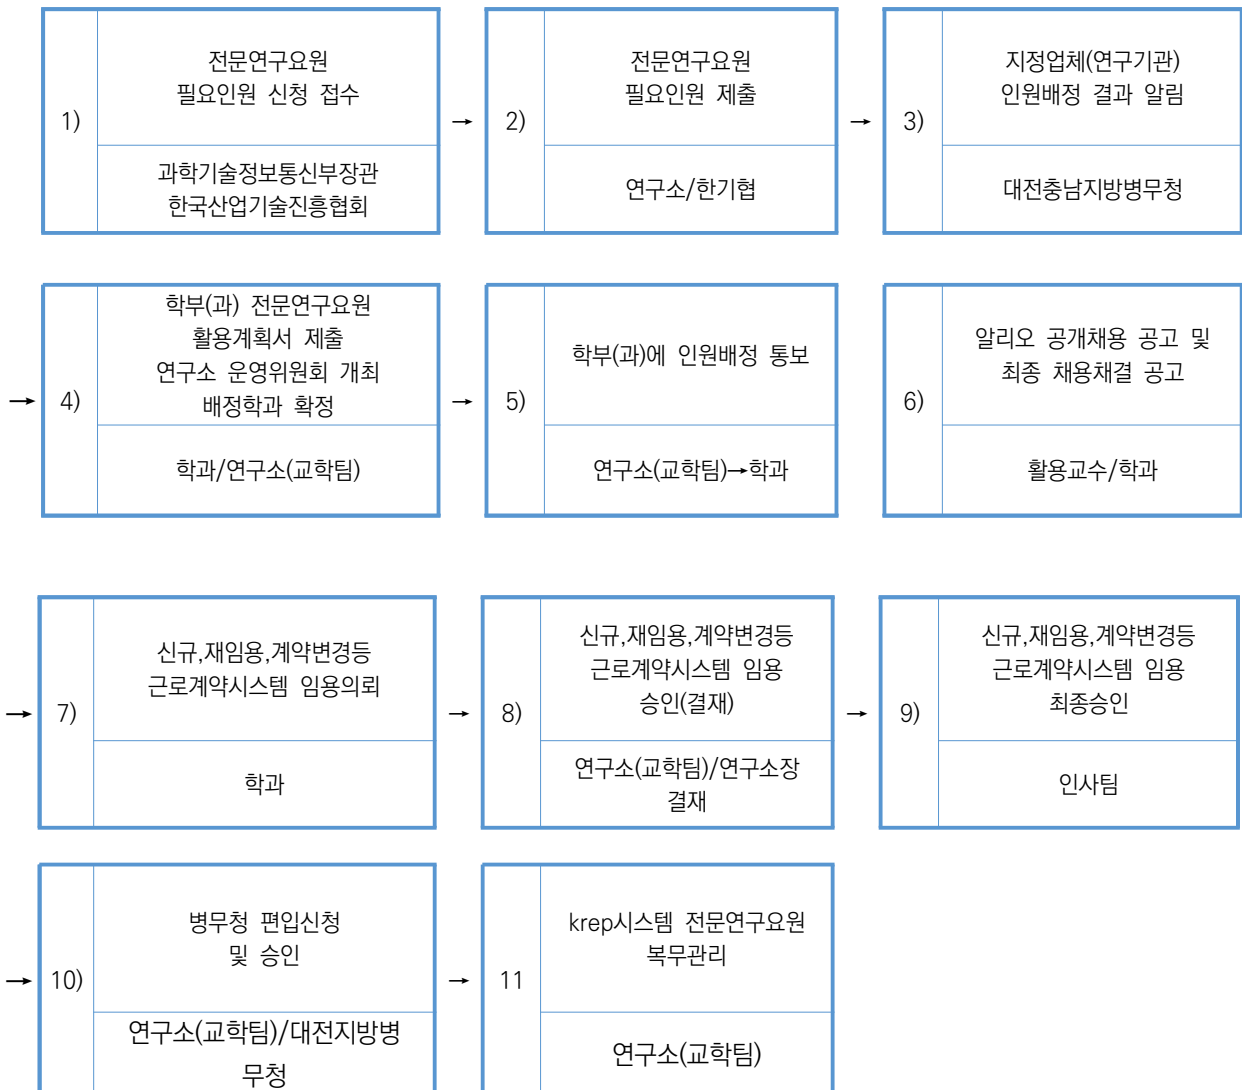 1)
전문연구요원
필요인원 신청 접수
과학기술정보통신부장관
한국산업기술진흥협회
→
2)
전문연구요원
필요인원 제출
연구소/한기협
→
3)
지정업체(연구기관)
인원배정 결과 알림
대전충남지방병무청
→
4)
학부(과) 전문연구요원
활용계획서 제출
연구소 운영위원회 개최
배정학과 확정
학과/연구소(교학팀)
→
5)
학부(과)에 인원배정 통보
연구소(교학팀)→학과
6)
알리오 공개채용 공고 및
최종 채용채결 공고
활용교수/학과
→
7)
신규,재임용,계약변경등
근로계약시스템 임용의뢰
학과
→
8)
신규,재임용,계약변경등
근로계약시스템 임용
승인(결재)
연구소(교학팀)/연구소장
결재
→
9)
신규,재임용,계약변경등
근로계약시스템 임용
최종승인
인사팀
→
10)
병무청 편입신청
및 승인
연구소(교학팀)/대전지방병
무청
→
11
krep시스템 전문연구요원
복무관리
연구소(교학팀)